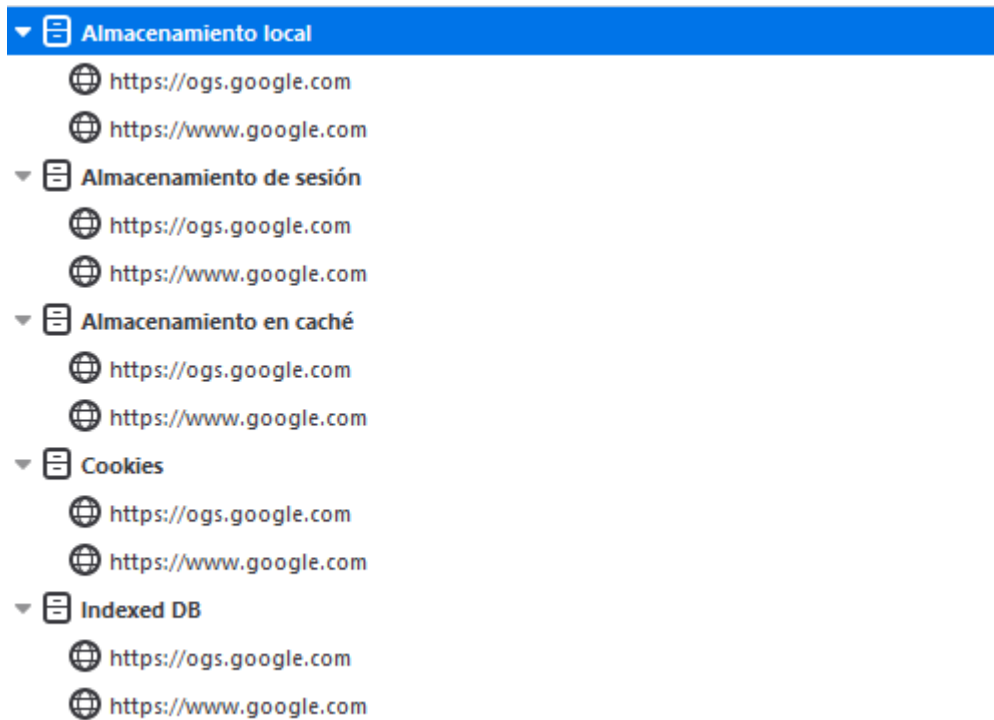 Almacenamiento local
https://ogs.google.com
https://www.google.com
Almacenamiento de sesión
https://ogs.google.com
https://www.google.com
Almacenamiento en caché
https://ogs.google.com
https://www.google.com
Cookies
https://ogs.google.com
https://www.google.com
Indexed DB
https://ogs.google.com
https://www.google.com